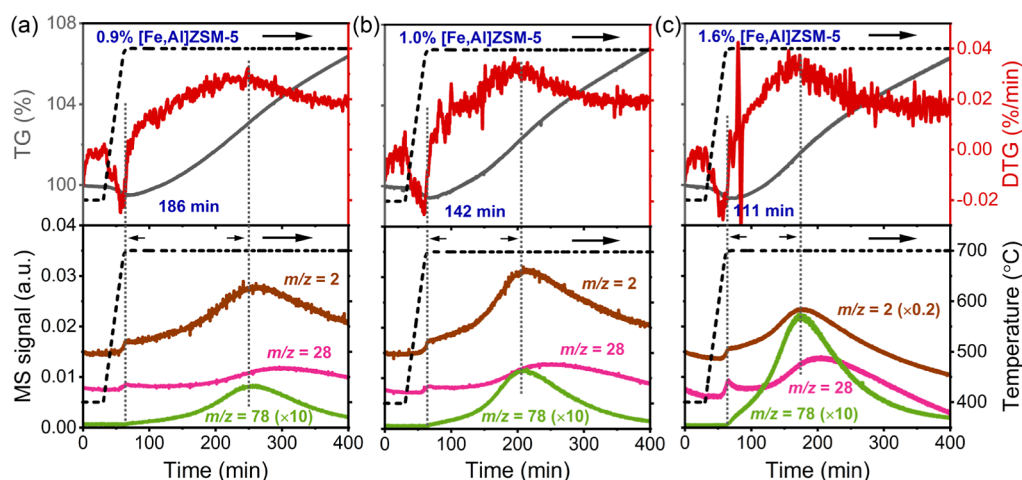 (a)
0.9% [Fe,Al]ZSM-5
186 min
108
104
100
TG (%)
(b)
1.0% [Fe,Al]ZSM-5
142 min
(c)
1.6% [Fe,Al]ZSM-5
111 min
0.04
0.02
0.00
-0.02
DTG (%/min)
0.04
0.03
0.02
0.01
0.00
MS signal (a.u.)
m/z = 2
m/z = 28
m/z = 78 (×10)
0 100 200 300 400
Time (min)
m/z = 2
m/z = 28
m/z = 78 (×10)
0 100 200 300 400
Time (min)
m/z = 2 (×0.2)
m/z = 28
m/z = 78 (×10)
0 100 200 300 400
Time (min)
700
600
500
400
Temperature (°C)